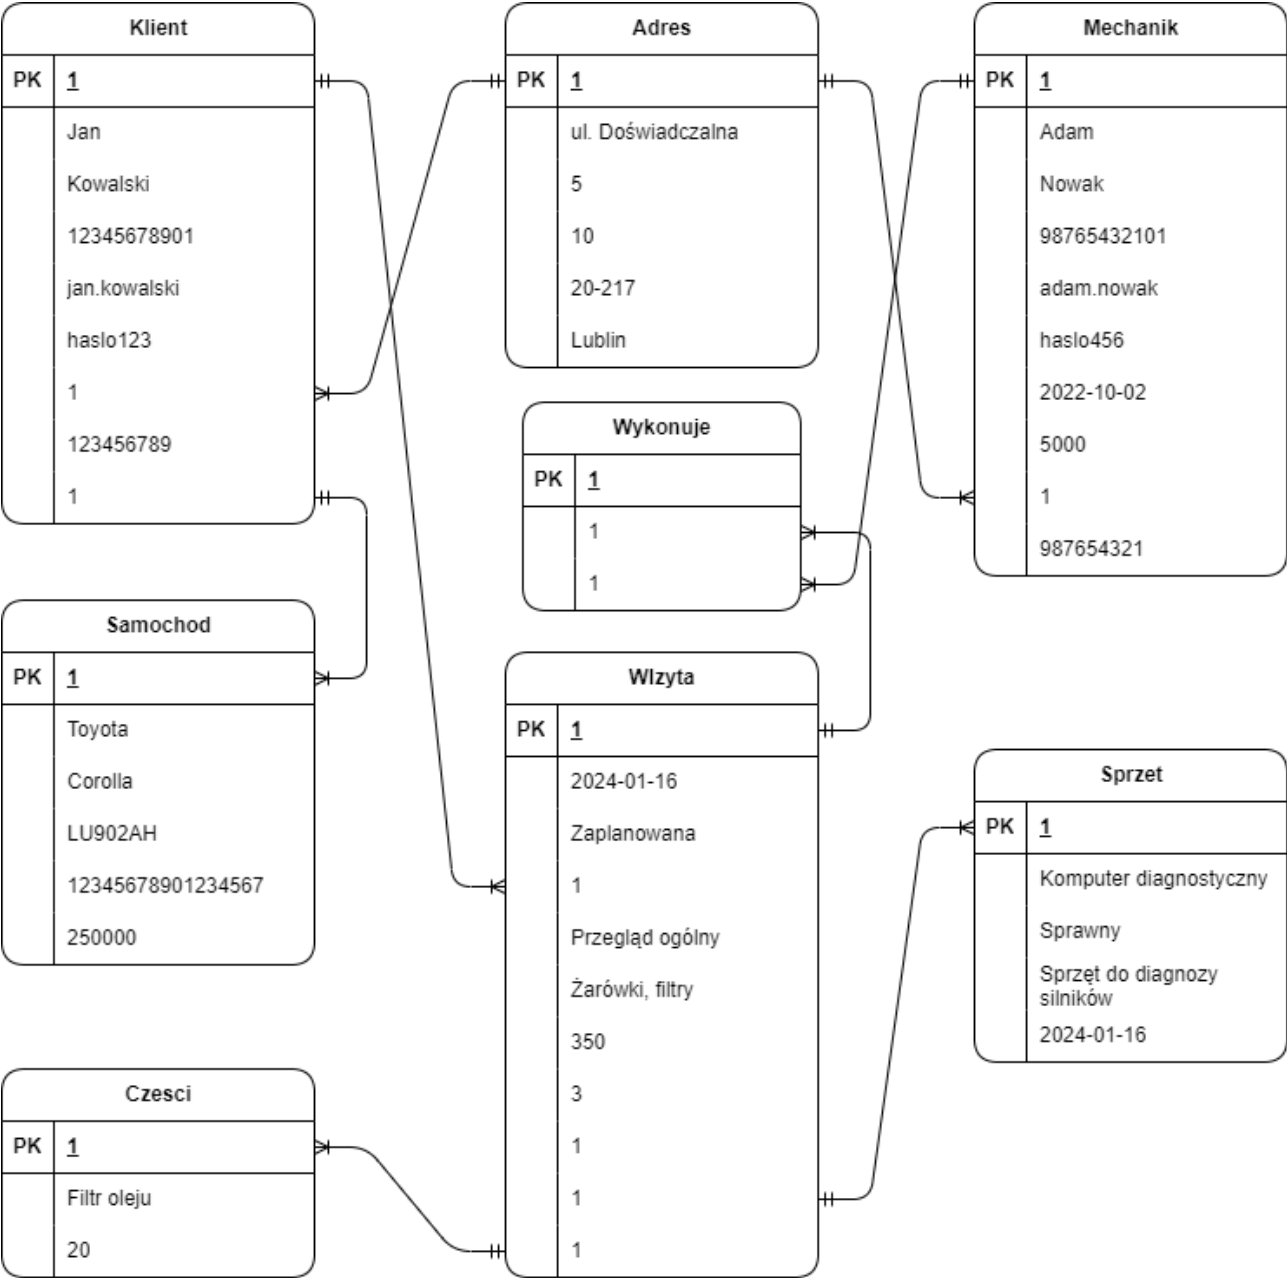 Klient
PK 1
Jan
Kowalski
12345678901
jan.kowalski
haslo123
1
123456789
1
Adres
PK 1
ul. Doświadczalna
5
10
20-217
Lublin
Mechanik
PK 1
Adam
Nowak
98765432101
adam.nowak
haslo456
2022-10-02
5000
1
987654321
Wykonuje
PK 1
1
1
Samochod
PK 1
Toyota
Corolla
LU902AH
12345678901234567
250000
WIzyta
PK 1
2024-01-16
Zaplanowana
1
Przegląd ogólny
Żarówki, filtry
350
3
1
1
1
Sprzet
PK 1
Komputer diagnostyczny
Sprawny
Sprzęt do diagnozy
silników
2024-01-16
Czesci
PK 1
Filtr oleju
20